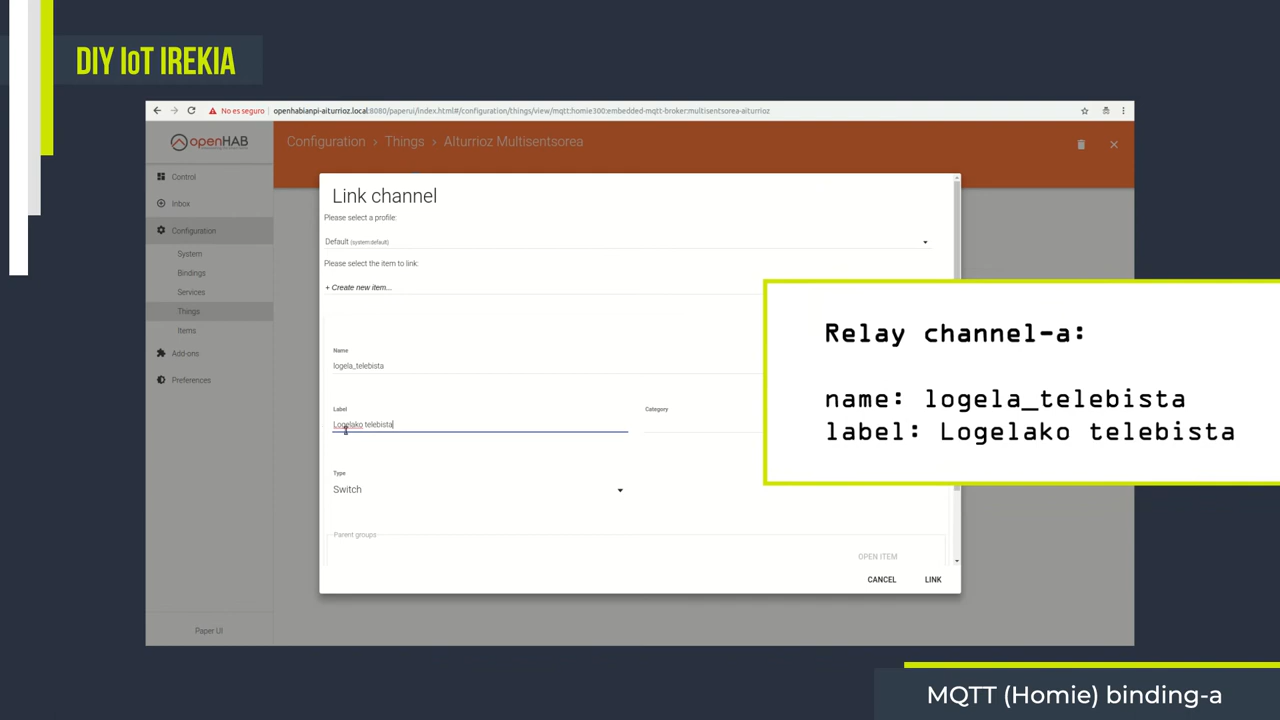 DIY IoT IREKIA
No es seguro
openhabianpi-aiturrioz.local:8080/paperui/index.html#/configuration/things/view/mqtt:homie300:embedded-mqtt-broker:multisentsorea-aiturrioz
openHAB
Configuration > Things > AIturrioz Multisentsorea
Control
Inbox
Configuration
System
Bindings
Services
Things
Items
Add-ons
Preferences
Paper UI
Link channel
Please select a profile:
Default (system:default)
Please select the item to link:
+ Create new item...
Name
logela_telebista
Label
Category
Logelako telebista
Type
Switch
Parent groups
OPEN ITEM
CANCEL LINK
Relay channel-a:
name: logela_telebista
label: Logelako telebista
MQTT (Homie) binding-a